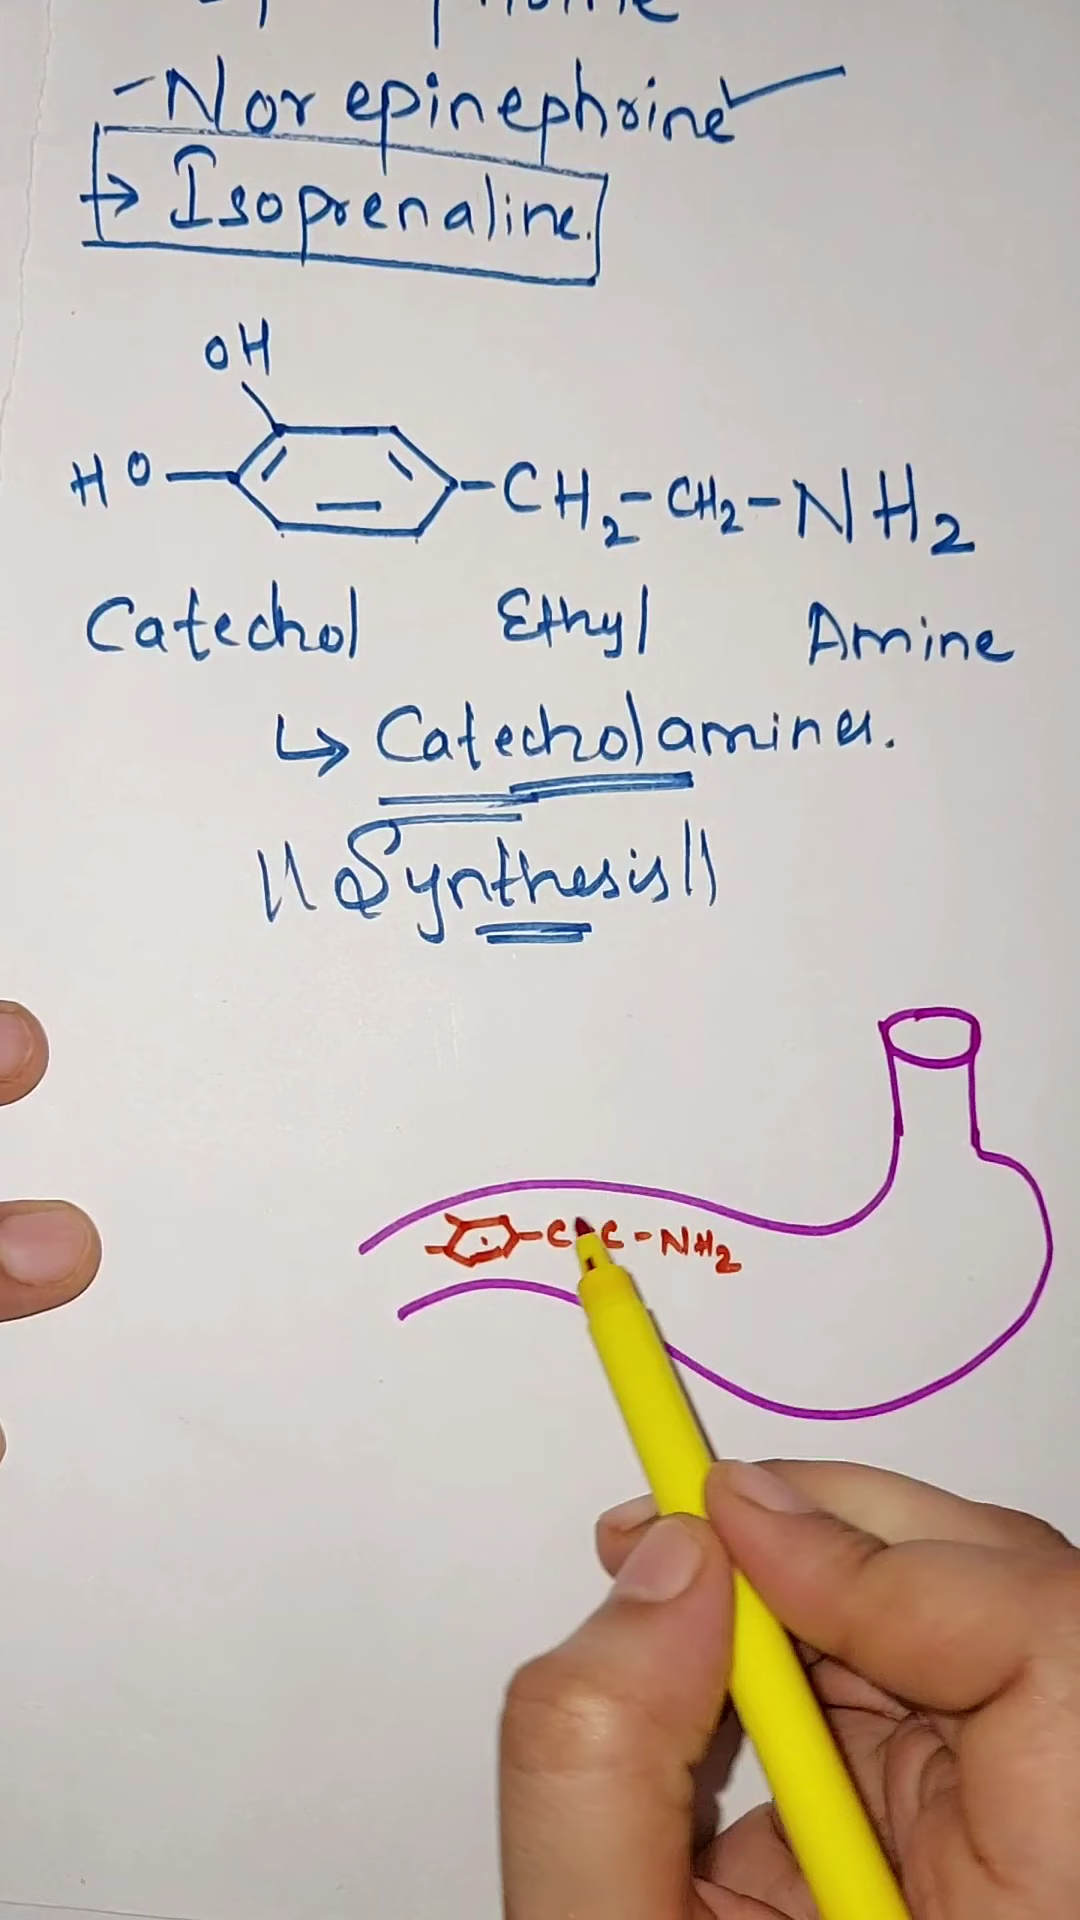 - Nor epinephrine ✓
→ Isoprenaline.
OH
HO-CH2-CH2-NH2
Catechol Ethyl Amine
↳ Catecholamines.
\\ Synthesis \\
C C-NH2